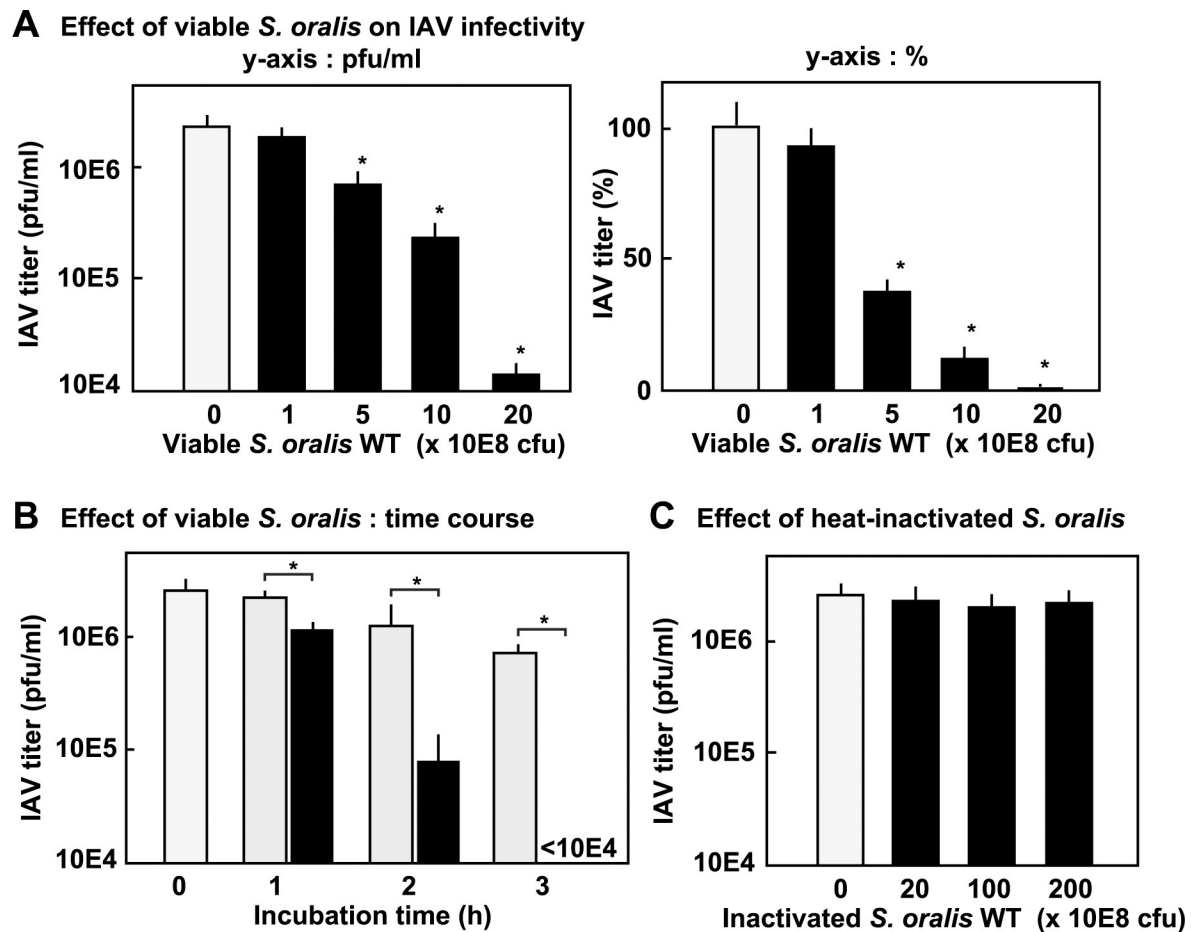 A Effect of viable S. oralis on IAV infectivity
y-axis : pfu/ml
IAV titer (pfu/ml)
10E6
10E5
10E4
*
*
*
0 1 5 10 20
Viable S. oralis WT (x 10E8 cfu)
y-axis : %
IAV titer (%)
100
50
0
*
*
*
0 1 5 10 20
Viable S. oralis WT (x 10E8 cfu)
B Effect of viable S. oralis : time course
IAV titer (pfu/ml)
10E6
10E5
10E4
*
*
*
<10E4
0 1 2 3
Incubation time (h)
C Effect of heat-inactivated S. oralis
IAV titer (pfu/ml)
10E6
10E5
10E4
0 20 100 200
Inactivated S. oralis WT (x 10E8 cfu)